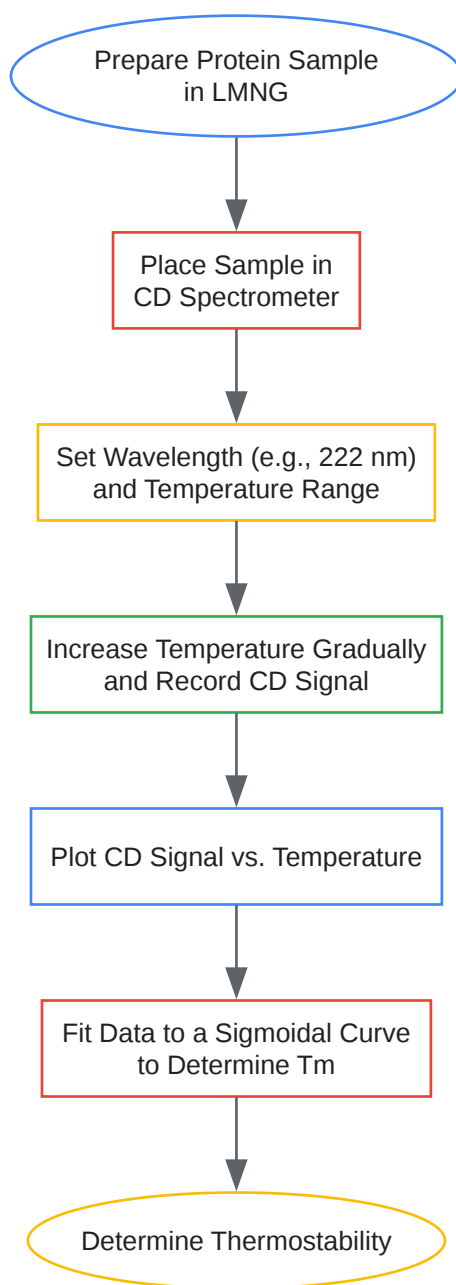 Prepare Protein Sample
in LMNG
Place Sample in
CD Spectrometer
Set Wavelength (e.g., 222 nm)
and Temperature Range
Increase Temperature Gradually
and Record CD Signal
Plot CD Signal vs. Temperature
Fit Data to a Sigmoidal Curve
to Determine Tm
Determine Thermostability